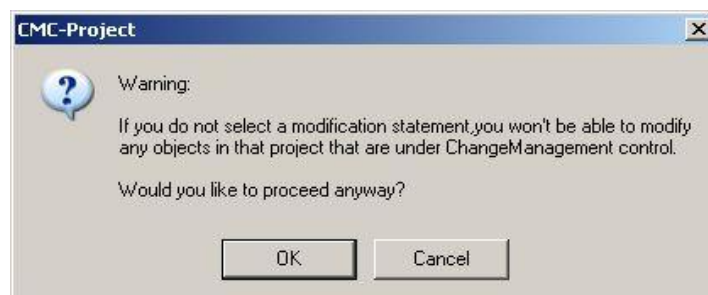 CMC-Project
Warning:
If you do not select a modification statement,you won't be able to modify
any objects in that project that are under ChangeManagement control.
Would you like to proceed anyway?
OK
Cancel